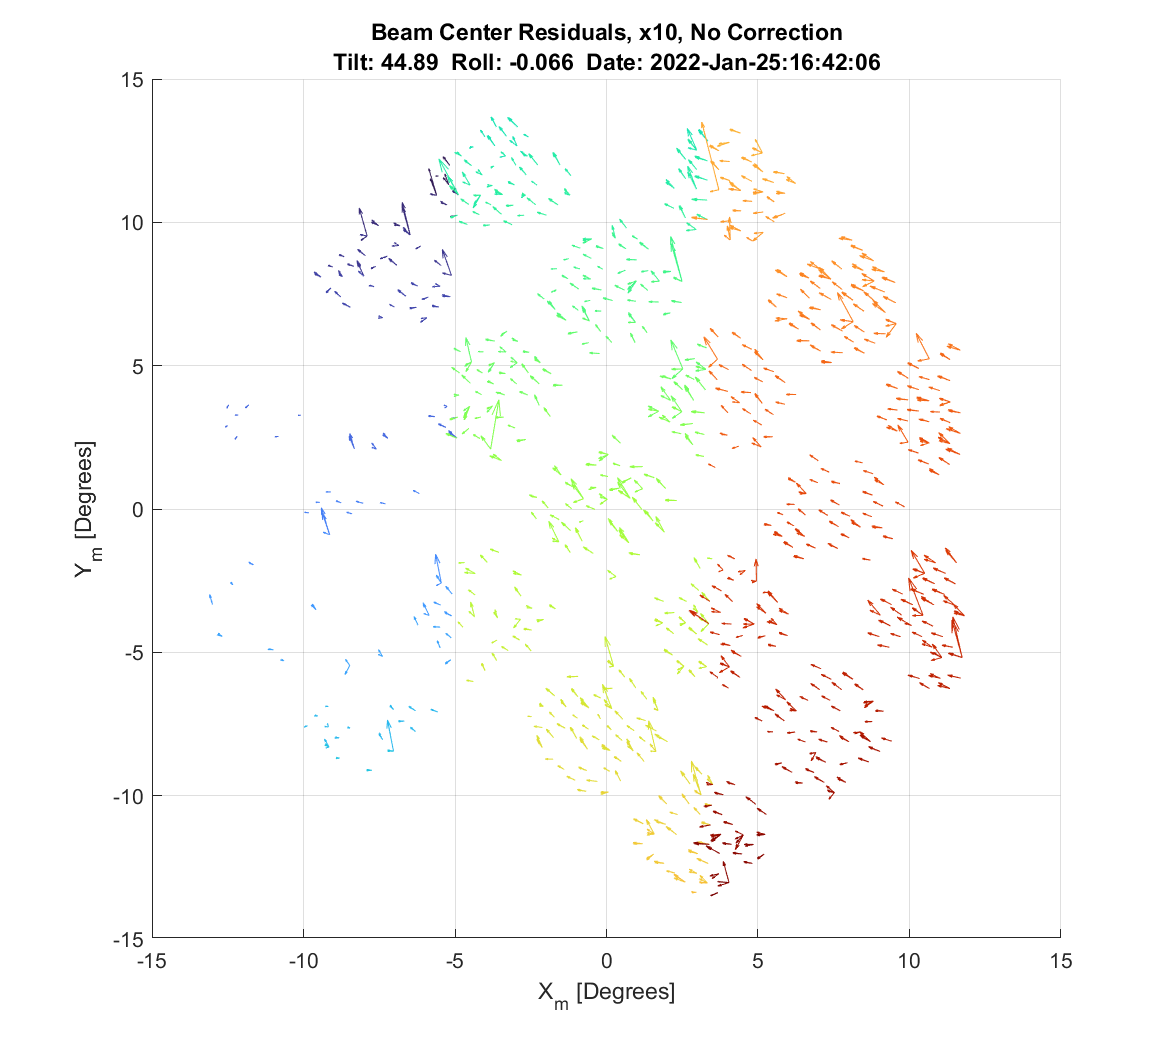 Beam Center Residuals, x10, No Correction
Tilt: 44.89 Roll: -0.066 Date: 2022-Jan-25:16:42:06
15
10
5
0
-5
-10
-15
Y_m [Degrees]
-15 -10 -5 0 5 10 15
X_m [Degrees]